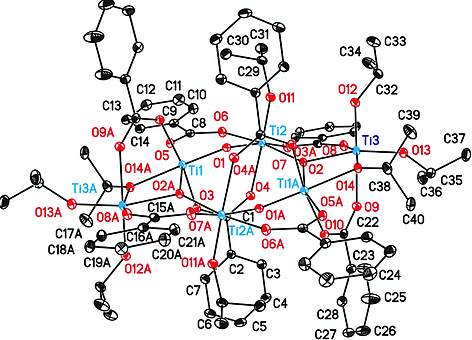 C30 C31 C33
C34
C29
C12 C11
C9 C10 O11 O12 C32
C13 C14 C8 O6 C39
O9A O5 Ti2 O3A O8 Ti3 O13 C37
O14A Ti1 O1 O4A O7 O2 O14
Ti3A O2A O3 O4 Ti1A C38 C36 C35
O13A O8A C15A O7A C1 O1A O5A O9 C40
C17A C16A C21A Ti2A O6A O10 C22
C18A C19A C20A C23
O12A O11A C2 C3 C24
C7 C4 C28 C25
C6 C5 C27 C26